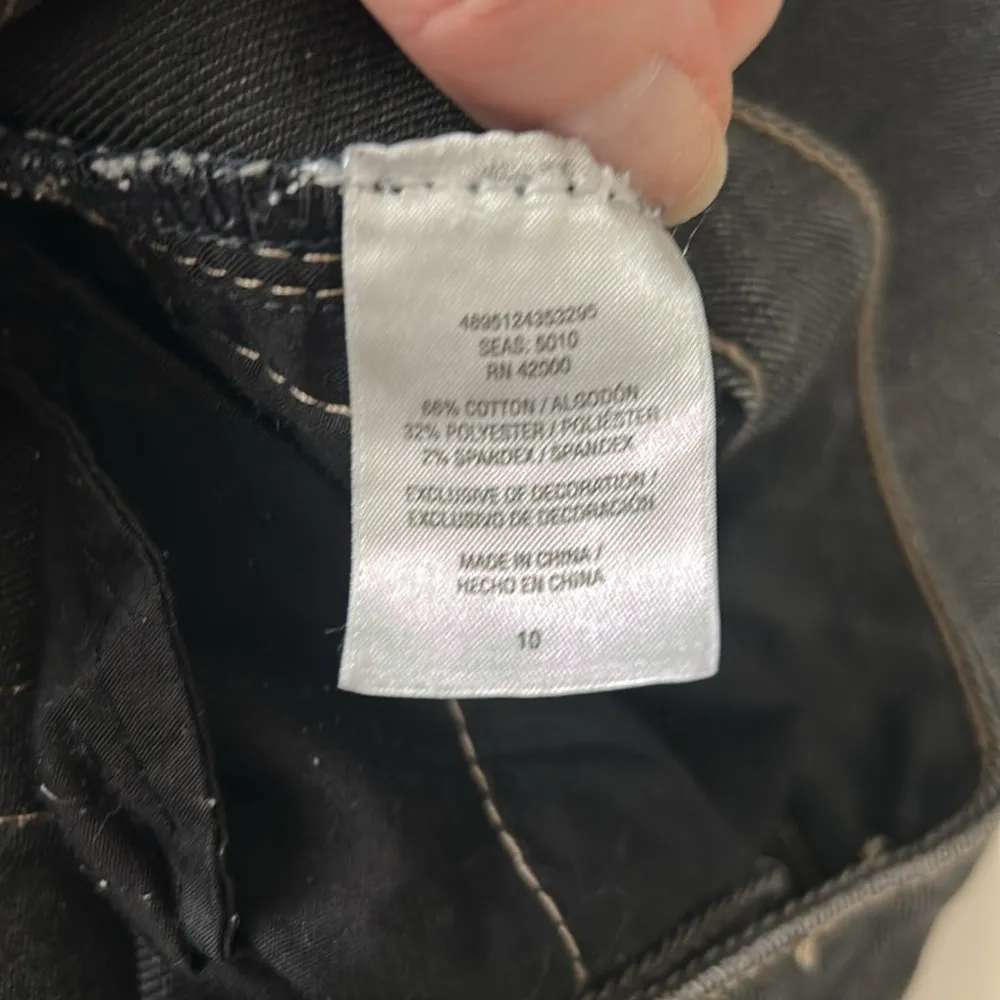 4895124353295
SEAS: 5010
RN 42000
66% COTTON / ALGODÓN
32% POLYESTER / POLIÉSTER
2% SPANDEX / SPANDEX
EXCLUSIVE OF DECORATION /
EXCLUSIVO DE DECORACIÓN
MADE IN CHINA /
HECHO EN CHINA
10